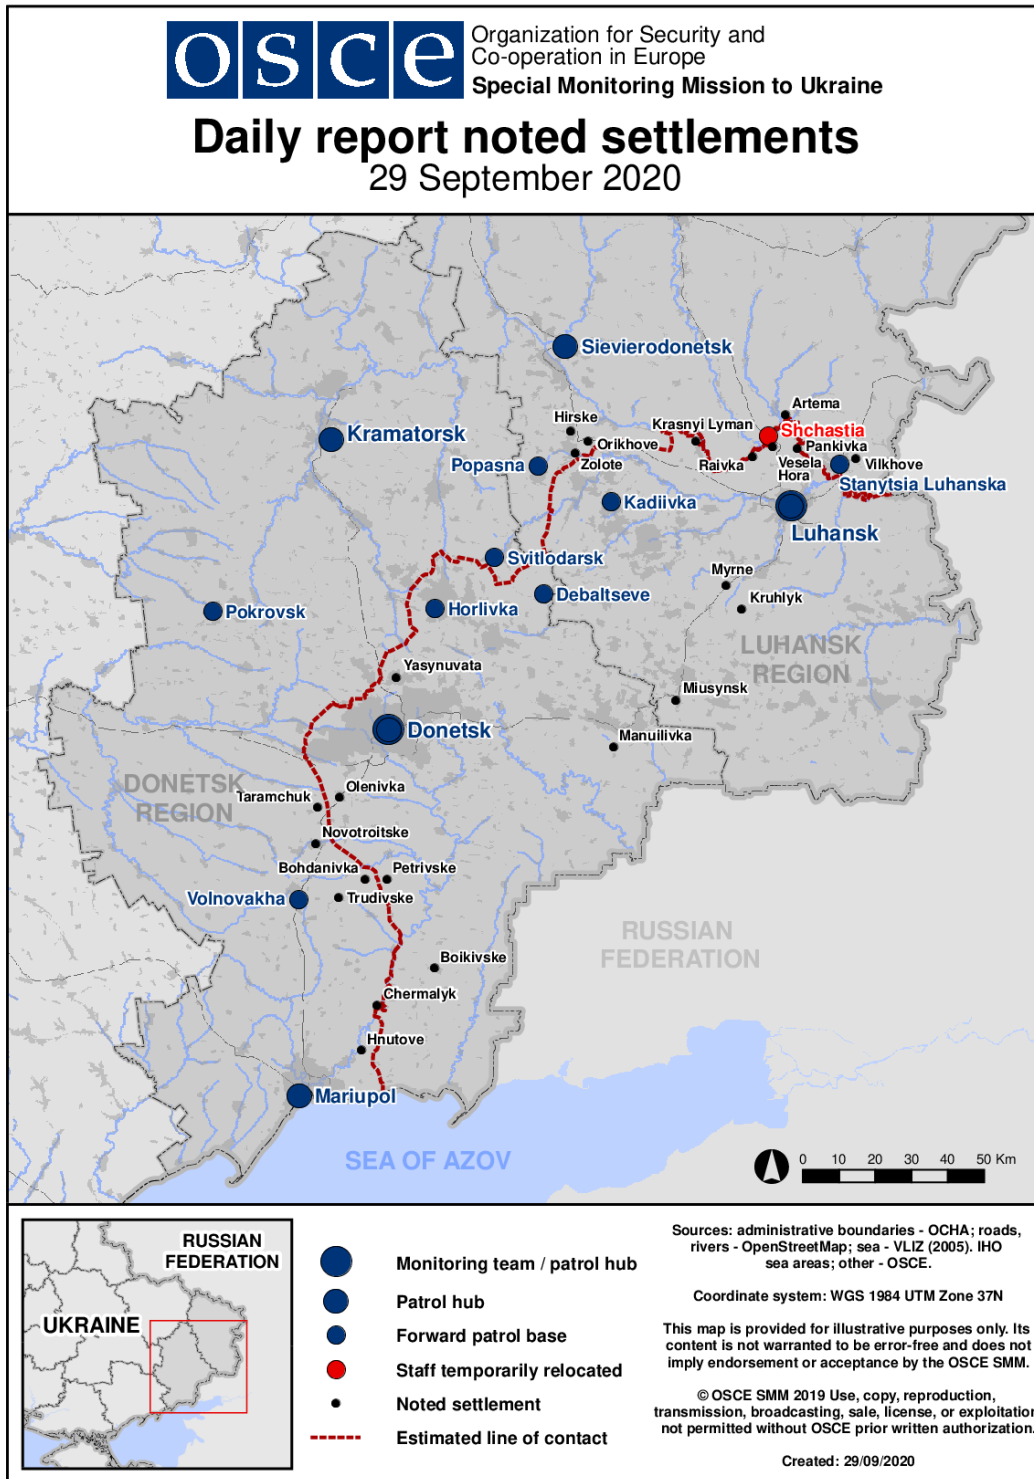 osce
Organization for Security and
Co-operation in Europe
Special Monitoring Mission to Ukraine
Daily report noted settlements
29 September 2020
Sievierodonetsk
Artema
Hirske
Krasnyi Lyman
Shchastia
Kramatorsk
Orikhove
Pankivka
Popasna
Zolote
Raivka
Vesela
Hora
Vilkhove
Stanytsia Luhanska
Kadiivka
Luhansk
Svitlodarsk
Myrne
Debaltseve
Kruhlyk
Pokrovsk
Horlivka
LUHANSK
REGION
Yasynuvata
Miusynsk
Donetsk
Manuilivka
DONETSK
REGION
Olenivka
Taramchuk
Novotroitske
Bohdanivka
Petrivske
Volnovakha
Trudivske
RUSSIAN
FEDERATION
Boikivske
Chermalyk
Hnutove
Mariupol
SEA OF AZOV
0 10 20 30 40 50 Km
RUSSIAN
FEDERATION
UKRAINE
Monitoring team / patrol hub
Patrol hub
Forward patrol base
Staff temporarily relocated
Noted settlement
Estimated line of contact
Sources: administrative boundaries - OCHA; roads,
rivers - OpenStreetMap; sea - VLIZ (2005). IHO
sea areas; other - OSCE.
Coordinate system: WGS 1984 UTM Zone 37N
This map is provided for illustrative purposes only. Its
content is not warranted to be error-free and does not
imply endorsement or acceptance by the OSCE SMM.
© OSCE SMM 2019 Use, copy, reproduction,
transmission, broadcasting, sale, license, or exploitation
not permitted without OSCE prior written authorization.
Created: 29/09/2020